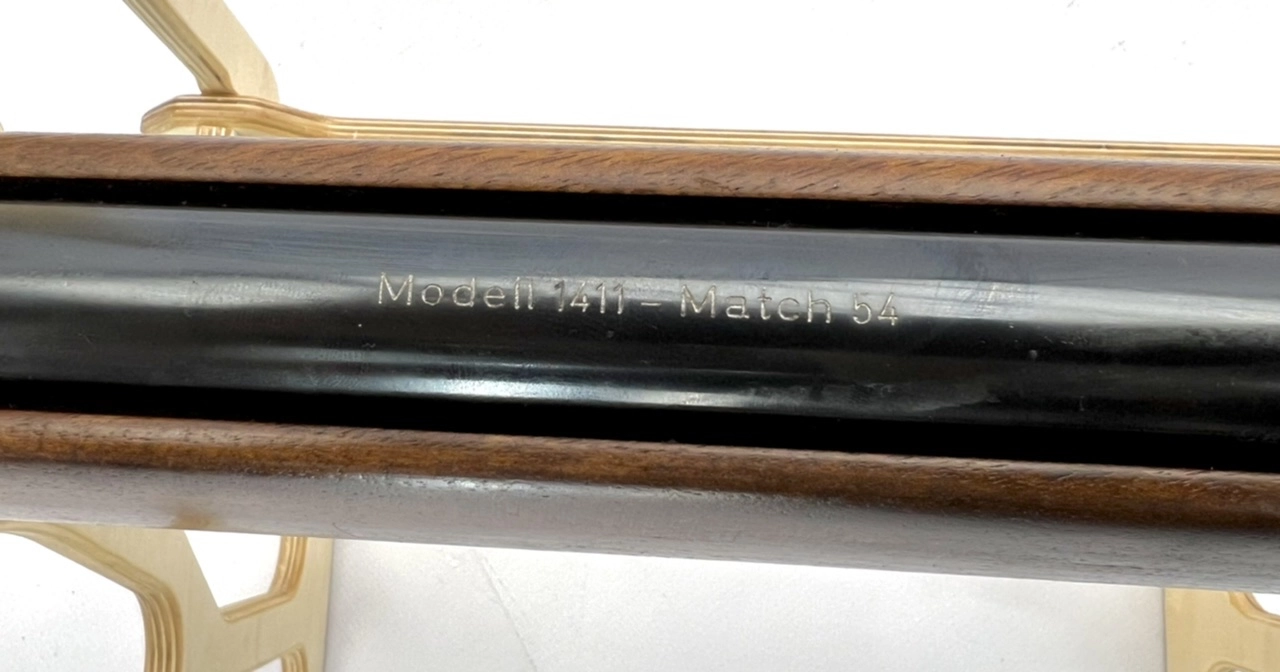 Modell 1411 – Match 54